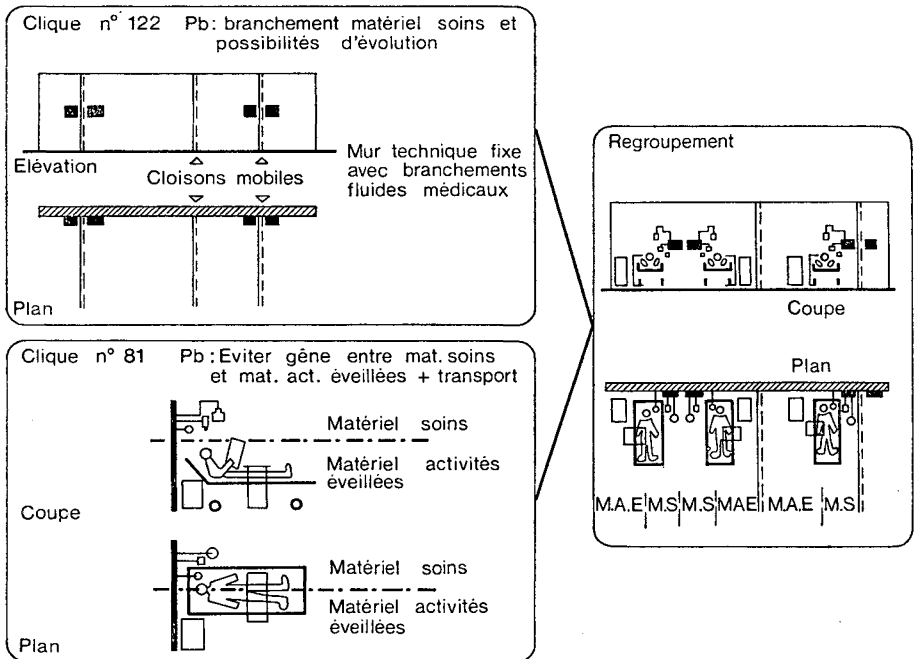 Clique n° 122 Pb: branchement matériel soins et
possibilités d'évolution
Elévation
Cloisons mobiles
Mur technique fixe
avec branchements
fluides médicaux
Plan
Clique n° 81 Pb: Eviter gêne entre mat. soins
et mat. act. éveillées + transport
Matériel soins
Matériel activités
éveillées
Coupe
Matériel soins
Matériel activités
éveillées
Plan
Regroupement
Coupe
Plan
M.A.E M.S M.S MAE M.A.E M.S